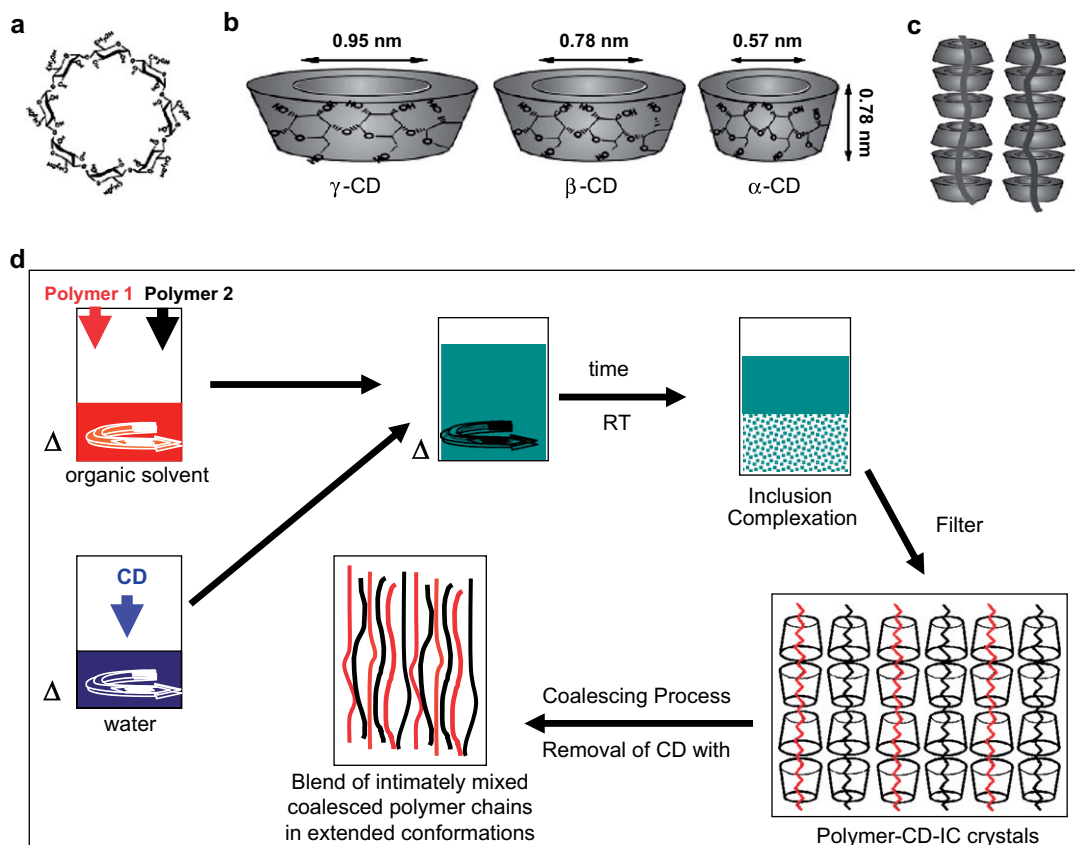 a
b
0.95 nm
0.78 nm
0.57 nm
0.78 nm
γ-CD
β-CD
α-CD
c
d
Polymer 1
Polymer 2
Δ
organic solvent
CD
Δ
water
Δ
time
RT
Inclusion
Complexation
Filter
Polymer-CD-IC crystals
Coalescing Process
Removal of CD with
Blend of intimately mixed
coalesced polymer chains
in extended conformations